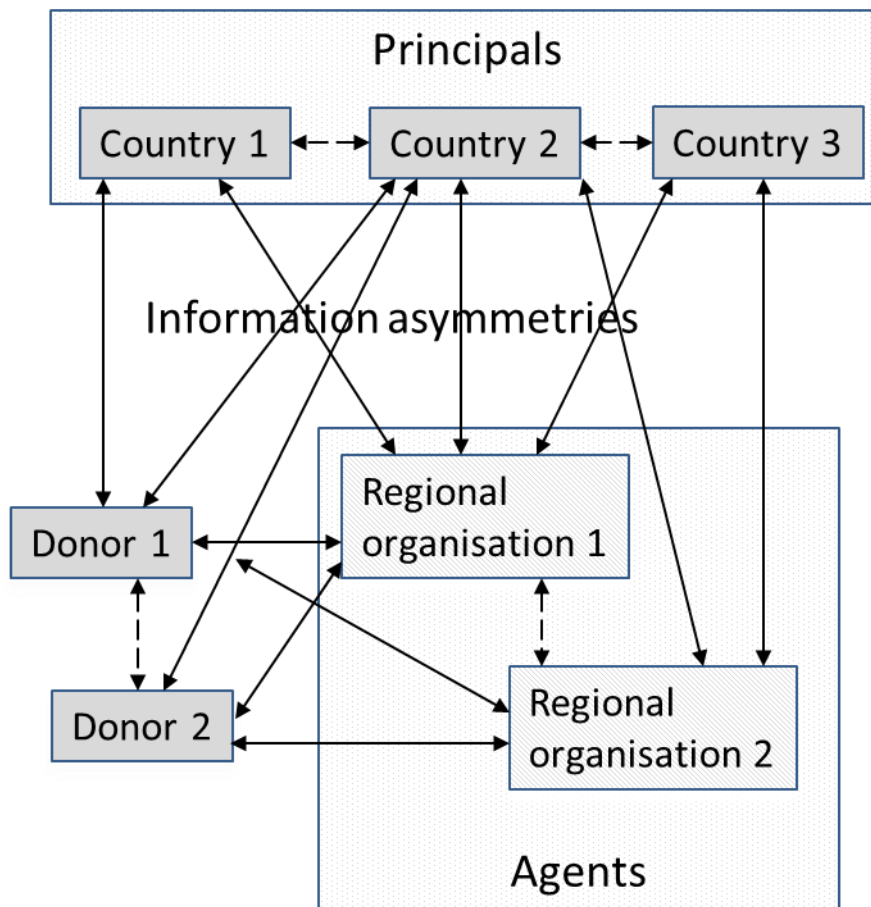 Principals
Country 1
Country 2
Country 3
Information asymmetries
Regional
organisation 1
Donor 1
Donor 2
Regional
organisation 2
Agents